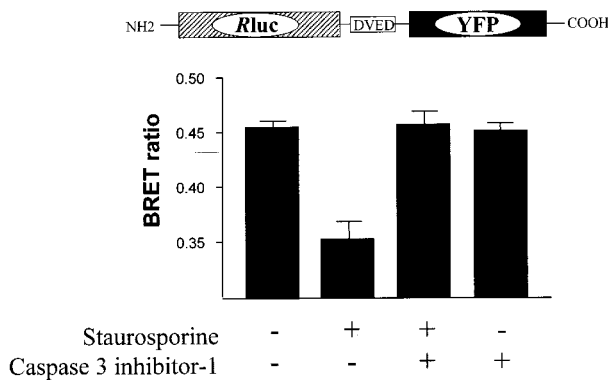 NH2 Rluc DVED YFP COOH
0.50
0.45
0.40
0.35
BRET ratio
Staurosporine - + + -
Caspase 3 inhibitor-1 - - + +